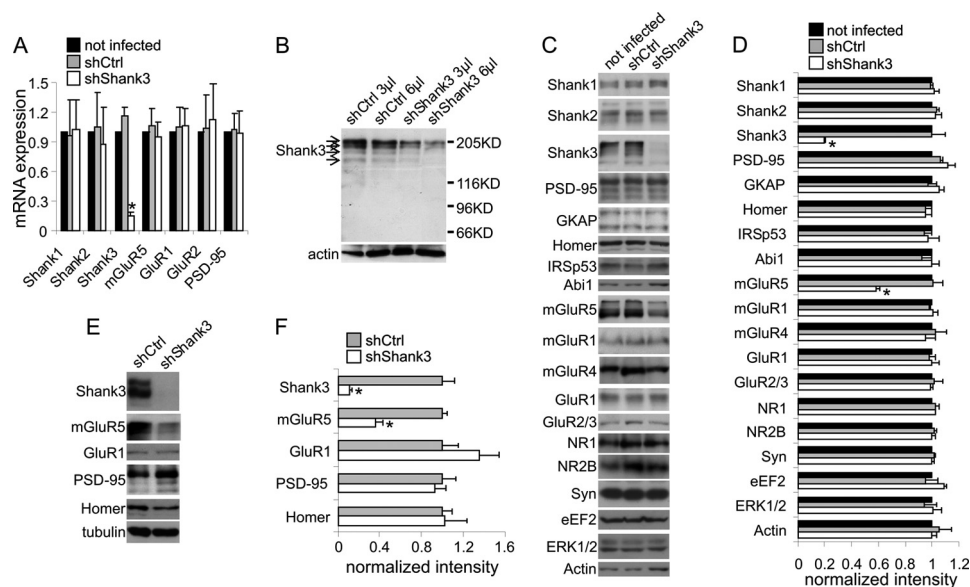 A
not infected
shCtrl
shShank3
mRNA expression
1.5
1.2
0.9
0.6
0.3
0
*
Shank1
Shank2
Shank3
mGluR5
GluR1
GluR2
PSD-95
B
shCtrl 3µl
shCtrl 6µl
shShank3 3µl
shShank3 6µl
Shank3
205KD
116KD
96KD
66KD
actin
C
not infected
shCtrl
shShank3
Shank1
Shank2
Shank3
PSD-95
GKAP
Homer
IRSp53
Abi1
mGluR5
mGluR1
mGluR4
GluR1
GluR2/3
NR1
NR2B
Syn
eEF2
ERK1/2
Actin
D
not infected
shCtrl
shShank3
Shank1
Shank2
Shank3
*
PSD-95
GKAP
Homer
IRSp53
Abi1
mGluR5
*
mGluR1
mGluR4
GluR1
GluR2/3
NR1
NR2B
Syn
eEF2
ERK1/2
Actin
0 0.2 0.4 0.6 0.8 1 1.2
normalized intensity
E
shCtrl
shShank3
Shank3
mGluR5
GluR1
PSD-95
Homer
tubulin
F
shCtrl
shShank3
Shank3
*
mGluR5
*
GluR1
PSD-95
Homer
0 0.4 0.8 1.2 1.6
normalized intensity